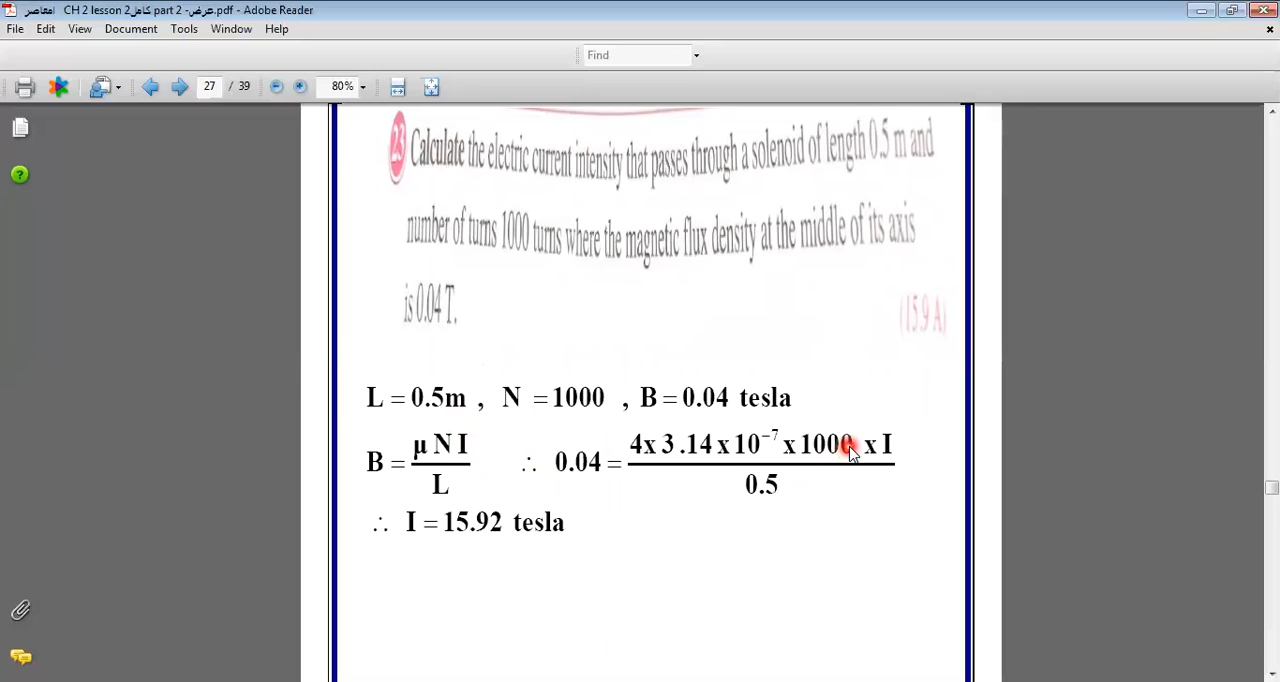 معاصر CH 2 lesson 2كامل part 2 -عرض.pdf - Adobe Reader
File Edit View Document Tools Window Help
Find
27 / 39 80%
23 Calculate the electric current intensity that passes through a solenoid of length 0.5 m and
number of turns 1000 turns where the magnetic flux density at the middle of its axis
is 0.04 T.
(15.9 A)
L = 0.5m , N = 1000 , B = 0.04 tesla
B = μ N I / L ∴ 0.04 = 4x 3.14 x 10⁻⁷ x 1000 x I / 0.5
∴ I = 15.92 tesla